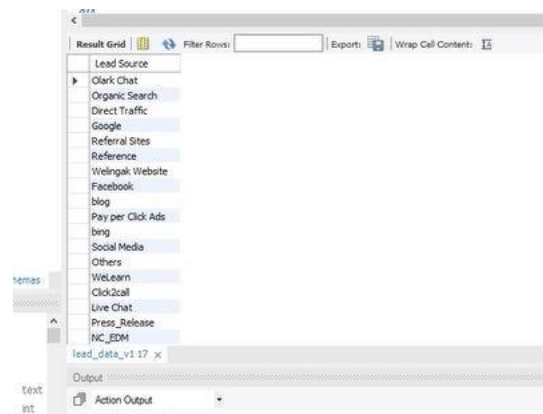 Result Grid Filter Rows: Export: Wrap Cell Content:
Lead Source
Olark Chat
Organic Search
Direct Traffic
Google
Referral Sites
Reference
Welingak Website
Facebook
blog
Pay per Click Ads
bing
Social Media
Others
WeLearn
Click2call
Live Chat
Press_Release
NC_EDM
hemas
lead_data_v1 17
Output
text
Action Output
int